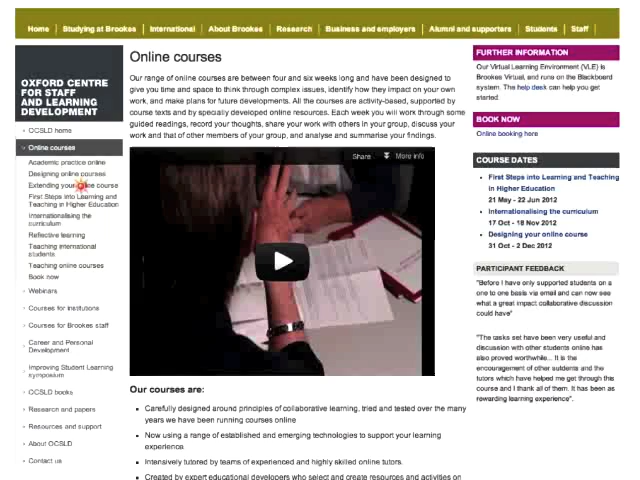 Home Studying at Brookes International About Brookes Research Business and employers Alumni and supporters Students Staff
OXFORD CENTRE
FOR STAFF
AND LEARNING
DEVELOPMENT
OCSLD home
Online courses
Academic practice online
Designing online courses
Extending your online course
First Steps into Learning and
Teaching in Higher Education
Internationalising the
curriculum
Reflective learning
Teaching international
students
Teaching online courses
Book now
Webinars
Courses for institutions
Courses for Brookes staff
Career and Personal
Development
Improving Student Learning
symposium
OCSLD books
Research and papers
Resources and support
About OCSLD
Contact us
Online courses
Our range of online courses are between four and six weeks long and have been designed to
give you time and space to think through complex issues, identify how they impact on your own
work, and make plans for future developments. All the courses are activity-based, supported by
course texts and by specially developed online resources. Each week you will work through some
guided readings, record your thoughts, share your work with others in your group, discuss your
work and that of other members of your group, and analyse and summarise your findings.
Share More info
Our courses are:
Carefully designed around principles of collaborative learning, tried and tested over the many
years we have been running courses online
Now using a range of established and emerging technologies to support your learning
experience
Intensively tutored by teams of experienced and highly skilled online tutors.
Created by expert educational developers who select and create resources and activities on
FURTHER INFORMATION
Our Virtual Learning Environment (VLE) is
Brookes Virtual, and runs on the Blackboard
system. The help desk can help you get
started.
BOOK NOW
Online booking here
COURSE DATES
First Steps into Learning and Teaching
in Higher Education
21 May - 22 Jun 2012
Internationalising the curriculum
17 Oct - 16 Nov 2012
Designing your online course
31 Oct - 2 Dec 2012
PARTICIPANT FEEDBACK
"Before I have only supported students on a
one to one basis via email and can now see
what a great impact collaborative discussion
could have"
"The tasks set have been very useful and
discussion with other students online has
also proved worthwhile... It is the
encouragement of other sutdents and the
tutors which have helped me get through this
course and I thank all of them. It has been as
rewarding learning experience".